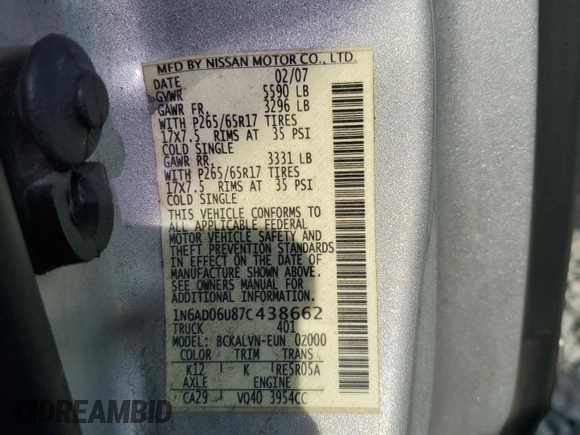 MFD BY NISSAN MOTOR CO., LTD.
DATE 02/07
GVWR 5590 LB
GAWR FR. 3296 LB
WITH P265/65R17 TIRES
17X7.5 RIMS AT 35 PSI
COLD SINGLE
GAWR RR. 3331 LB
WITH P265/65R17 TIRES
17X7.5 RIMS AT 35 PSI
COLD SINGLE
THIS VEHICLE CONFORMS TO
ALL APPLICABLE FEDERAL
MOTOR VEHICLE SAFETY AND
THEFT PREVENTION STANDARDS
IN EFFECT ON THE DATE OF
MANUFACTURE SHOWN ABOVE.
SEE OWNERS MANUAL FOR
FURTHER INFORMATION.
1N6AD06U87C438662
TRUCK 401
MODEL: BCKALVN-EUN 02000
COLOR TRIM TRANS
K12 K RE5R05A
AXLE ENGINE
CA29 VQ40 3954CC
DREAMBID